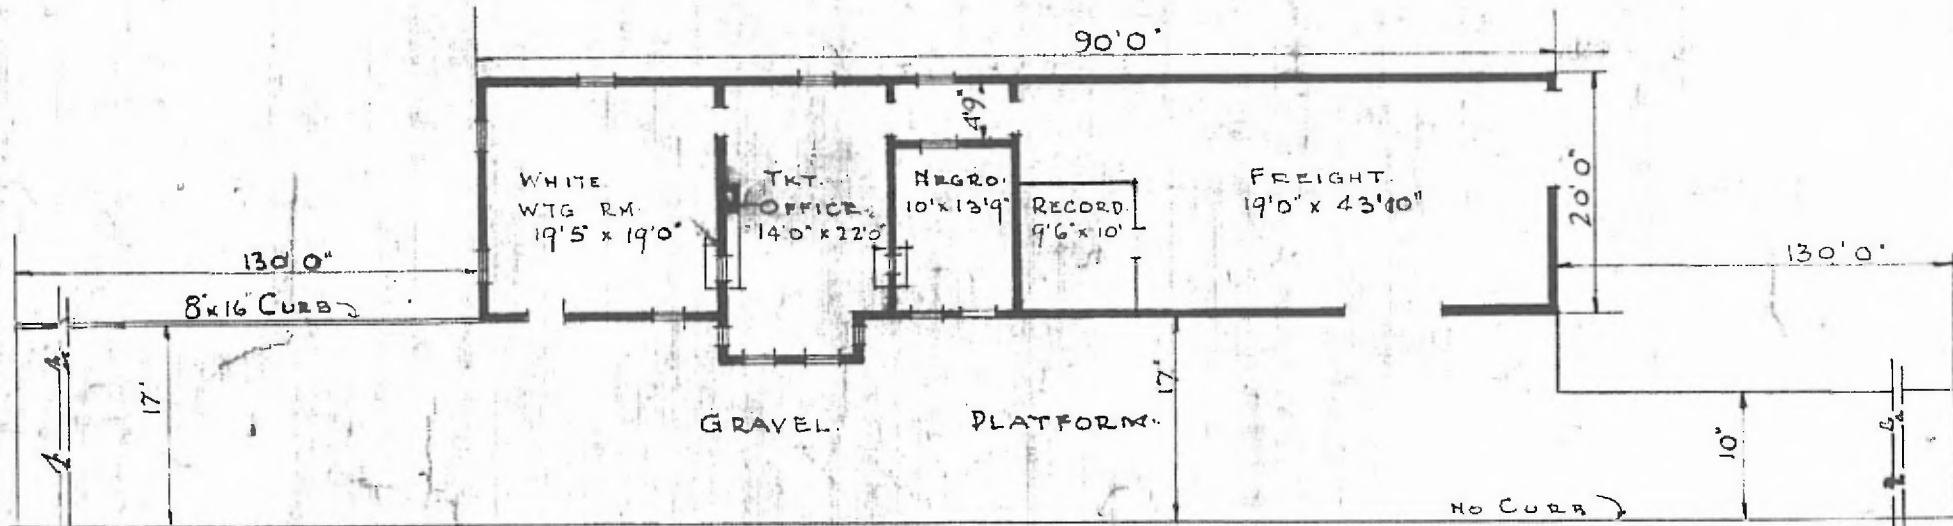 90'0"
4'9"
WHITE
WTG RM.
19'5" x 19'0"
TKT.
OFFICE.
14'0" x 22'0"
NEGRO.
10' x 13'9"
RECORD.
9'6" x 10'
FREIGHT.
19'0" x 43'10"
20'0"
130'0"
130'0"
8"x16" CURB
17'
GRAVEL. PLATFORM.
17'
10'
NO CURB